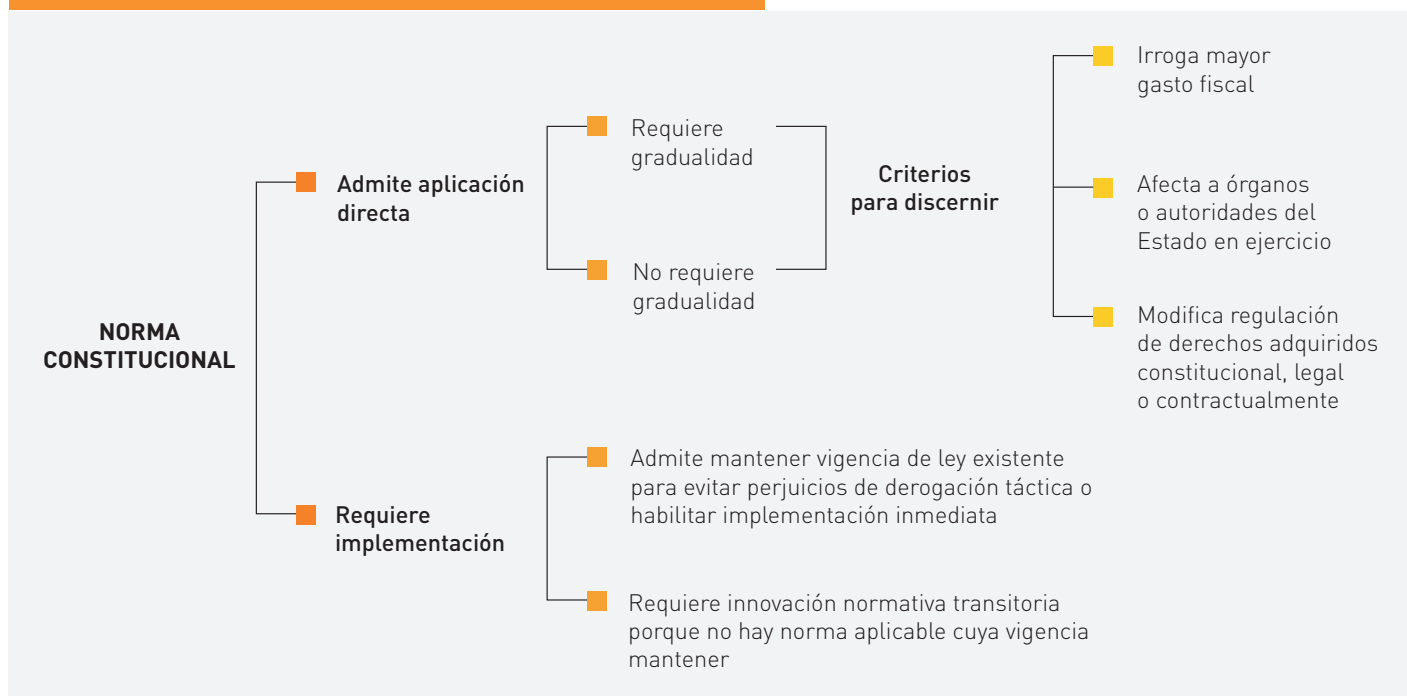 NORMA
CONSTITUCIONAL
Admite aplicación
directa
Requiere
gradualidad
No requiere
gradualidad
Criterios
para discernir
Irroga mayor
gasto fiscal
Afecta a órganos
o autoridades del
Estado en ejercicio
Modifica regulación
de derechos adquiridos
constitucional, legal
o contractualmente
Requiere
implementación
Admite mantener vigencia de ley existente
para evitar perjuicios de derogación táctica o
habilitar implementación inmediata
Requiere innovación normativa transitoria
porque no hay norma aplicable cuya vigencia
mantener